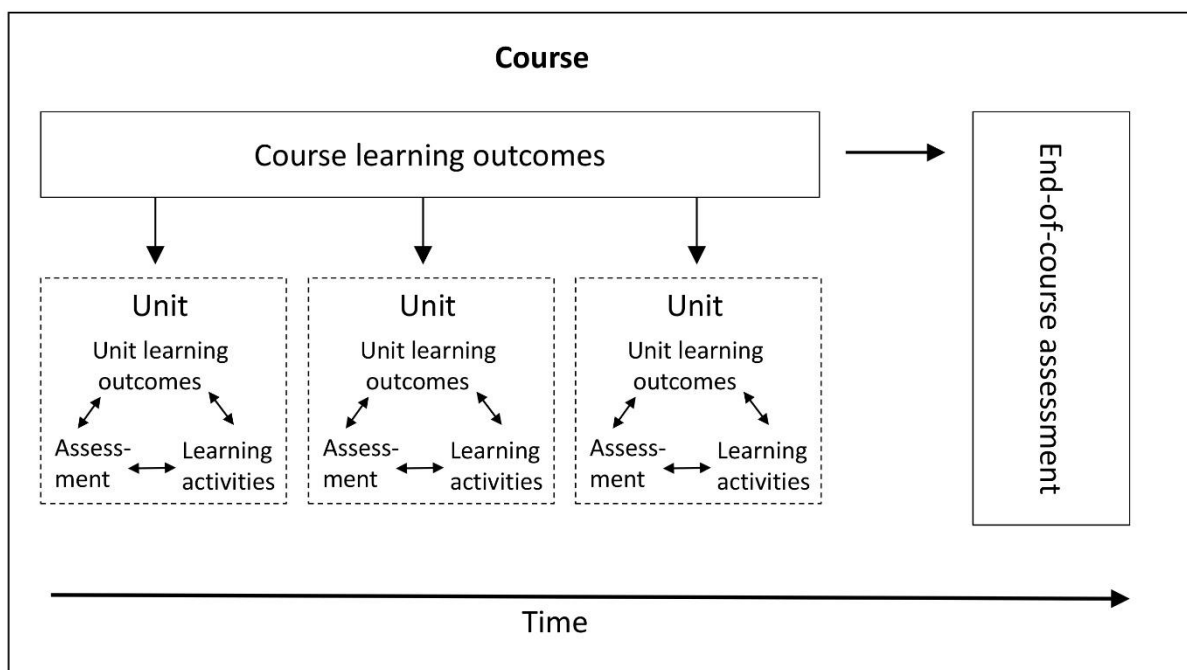 Course
Course learning outcomes
End-of-course assessment
Unit
Unit learning
outcomes
Assess-
ment
Learning
activities
Unit
Unit learning
outcomes
Assess-
ment
Learning
activities
Unit
Unit learning
outcomes
Assess-
ment
Learning
activities
Time